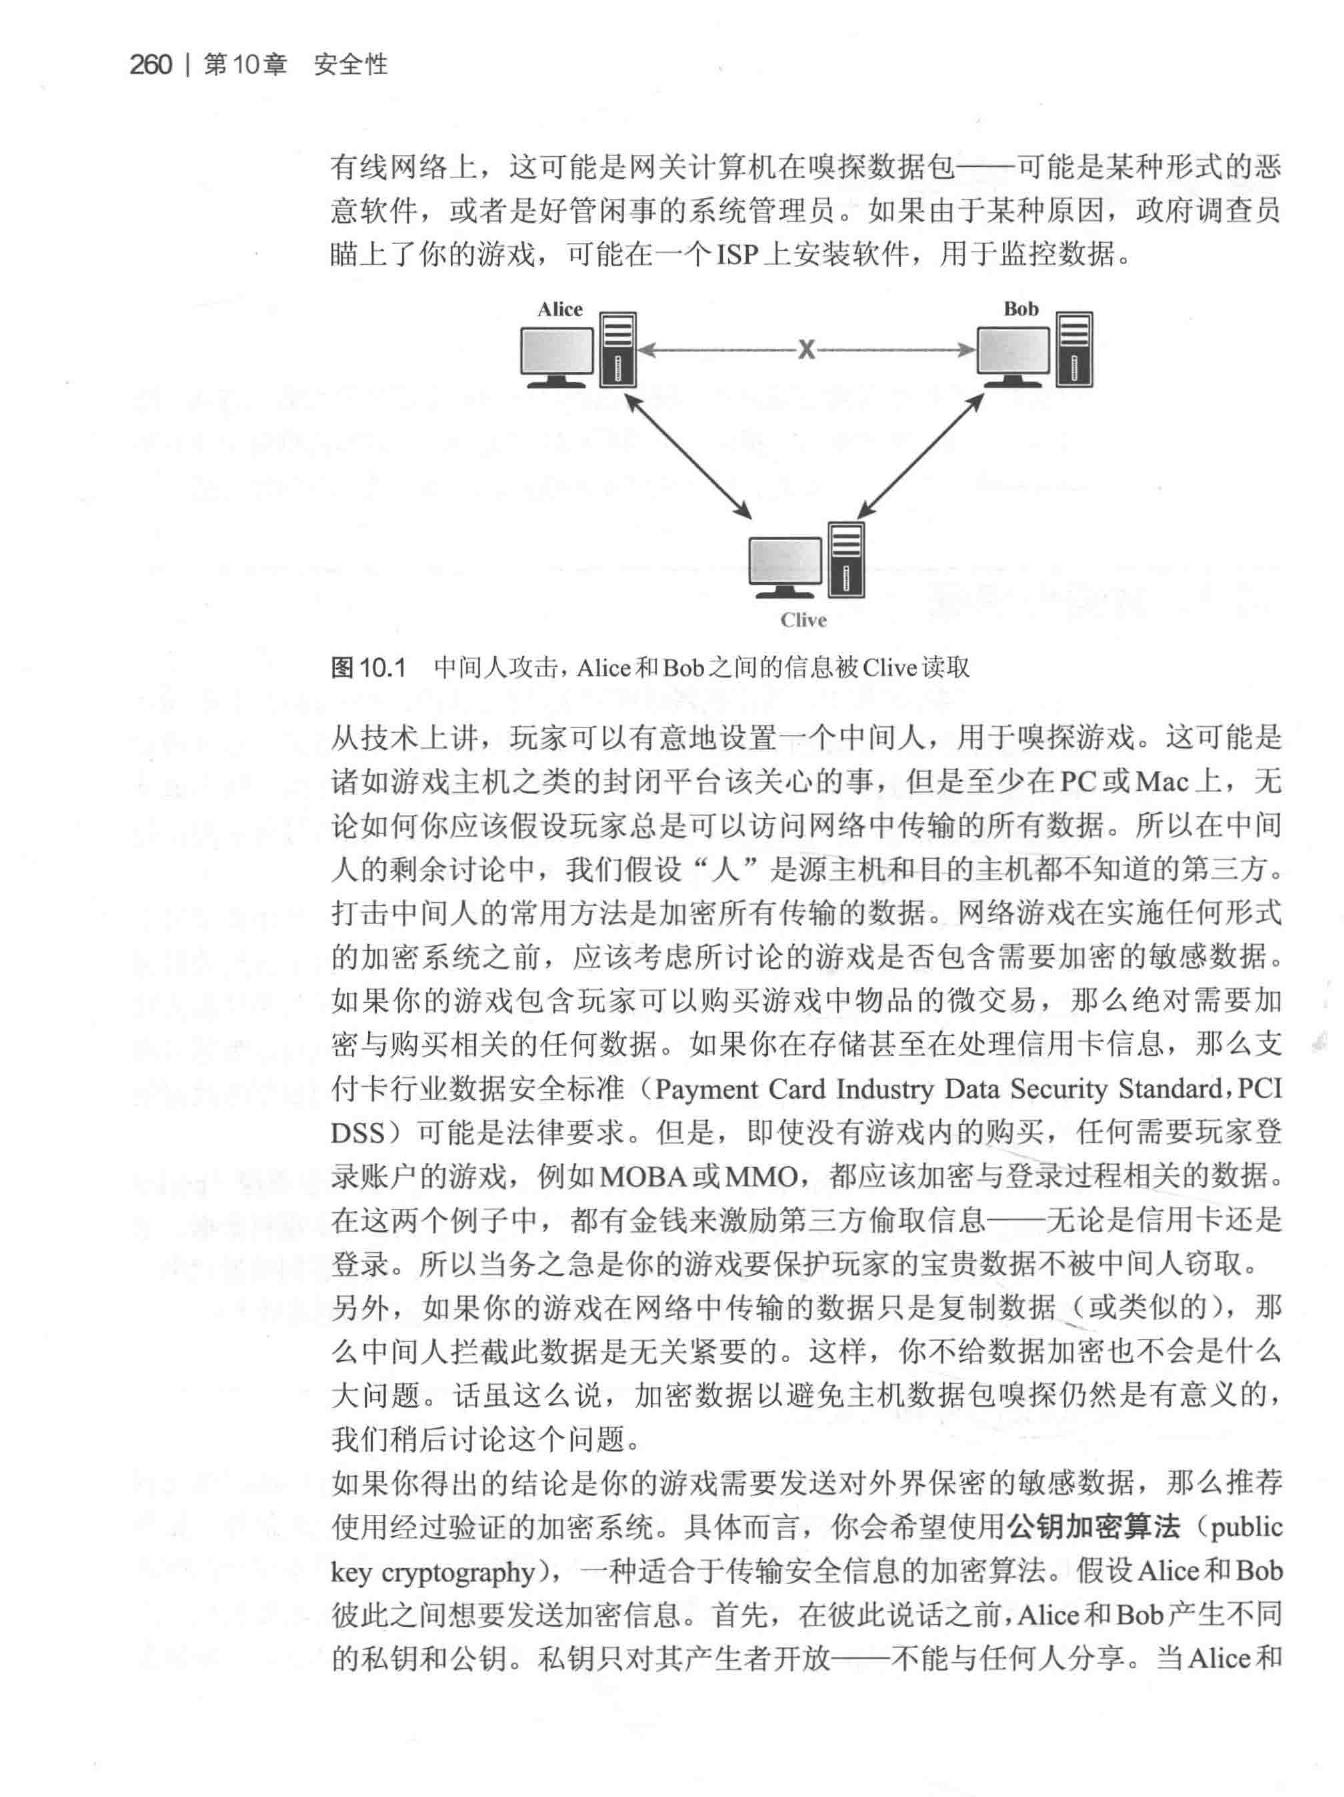 260 | 第10章 安全性
有线网络上，这可能是网关计算机在嗅探数据包——可能是某种形式的恶
意软件，或者是好管闲事的系统管理员。如果由于某种原因，政府调查员
瞄上了你的游戏，可能在一个ISP上安装软件，用于监控数据。
Alice
Bob
X
Clive
图10.1 中间人攻击，Alice和Bob之间的信息被Clive读取
从技术上讲，玩家可以有意地设置一个中间人，用于嗅探游戏。这可能是
诸如游戏主机之类的封闭平台该关心的事，但是至少在PC或Mac上，无
论如何你应该假设玩家总是可以访问网络中传输的所有数据。所以在中间
人的剩余讨论中，我们假设“人”是源主机和目的主机都不知道的第三方。
打击中间人的常用方法是加密所有传输的数据。网络游戏在实施任何形式
的加密系统之前，应该考虑所讨论的游戏是否包含需要加密的敏感数据。
如果你的游戏包含玩家可以购买游戏中物品的微交易，那么绝对需要加
密与购买相关的任何数据。如果你在存储甚至在处理信用卡信息，那么支
付卡行业数据安全标准（Payment Card Industry Data Security Standard，PCI
DSS）可能是法律要求。但是，即使没有游戏内的购买，任何需要玩家登
录账户的游戏，例如MOBA或MMO，都应该加密与登录过程相关的数据。
在这两个例子中，都有金钱来激励第三方偷取信息——无论是信用卡还是
登录。所以当务之急是你的游戏要保护玩家的宝贵数据不被中间人窃取。
另外，如果你的游戏在网络中传输的数据只是复制数据（或类似的），那
么中间人拦截此数据是无关紧要的。这样，你不给数据加密也不会是什么
大问题。话虽这么说，加密数据以避免主机数据包嗅探仍然是有意义的，
我们稍后讨论这个问题。
如果你得出的结论是你的游戏需要发送对外界保密的敏感数据，那么推荐
使用经过验证的加密系统。具体而言，你会希望使用公钥加密算法（public
key cryptography），一种适合于传输安全信息的加密算法。假设Alice和Bob
彼此之间想要发送加密信息。首先，在彼此说话之前，Alice和Bob产生不同
的私钥和公钥。私钥只对其产生者开放——不能与任何人分享。当Alice和